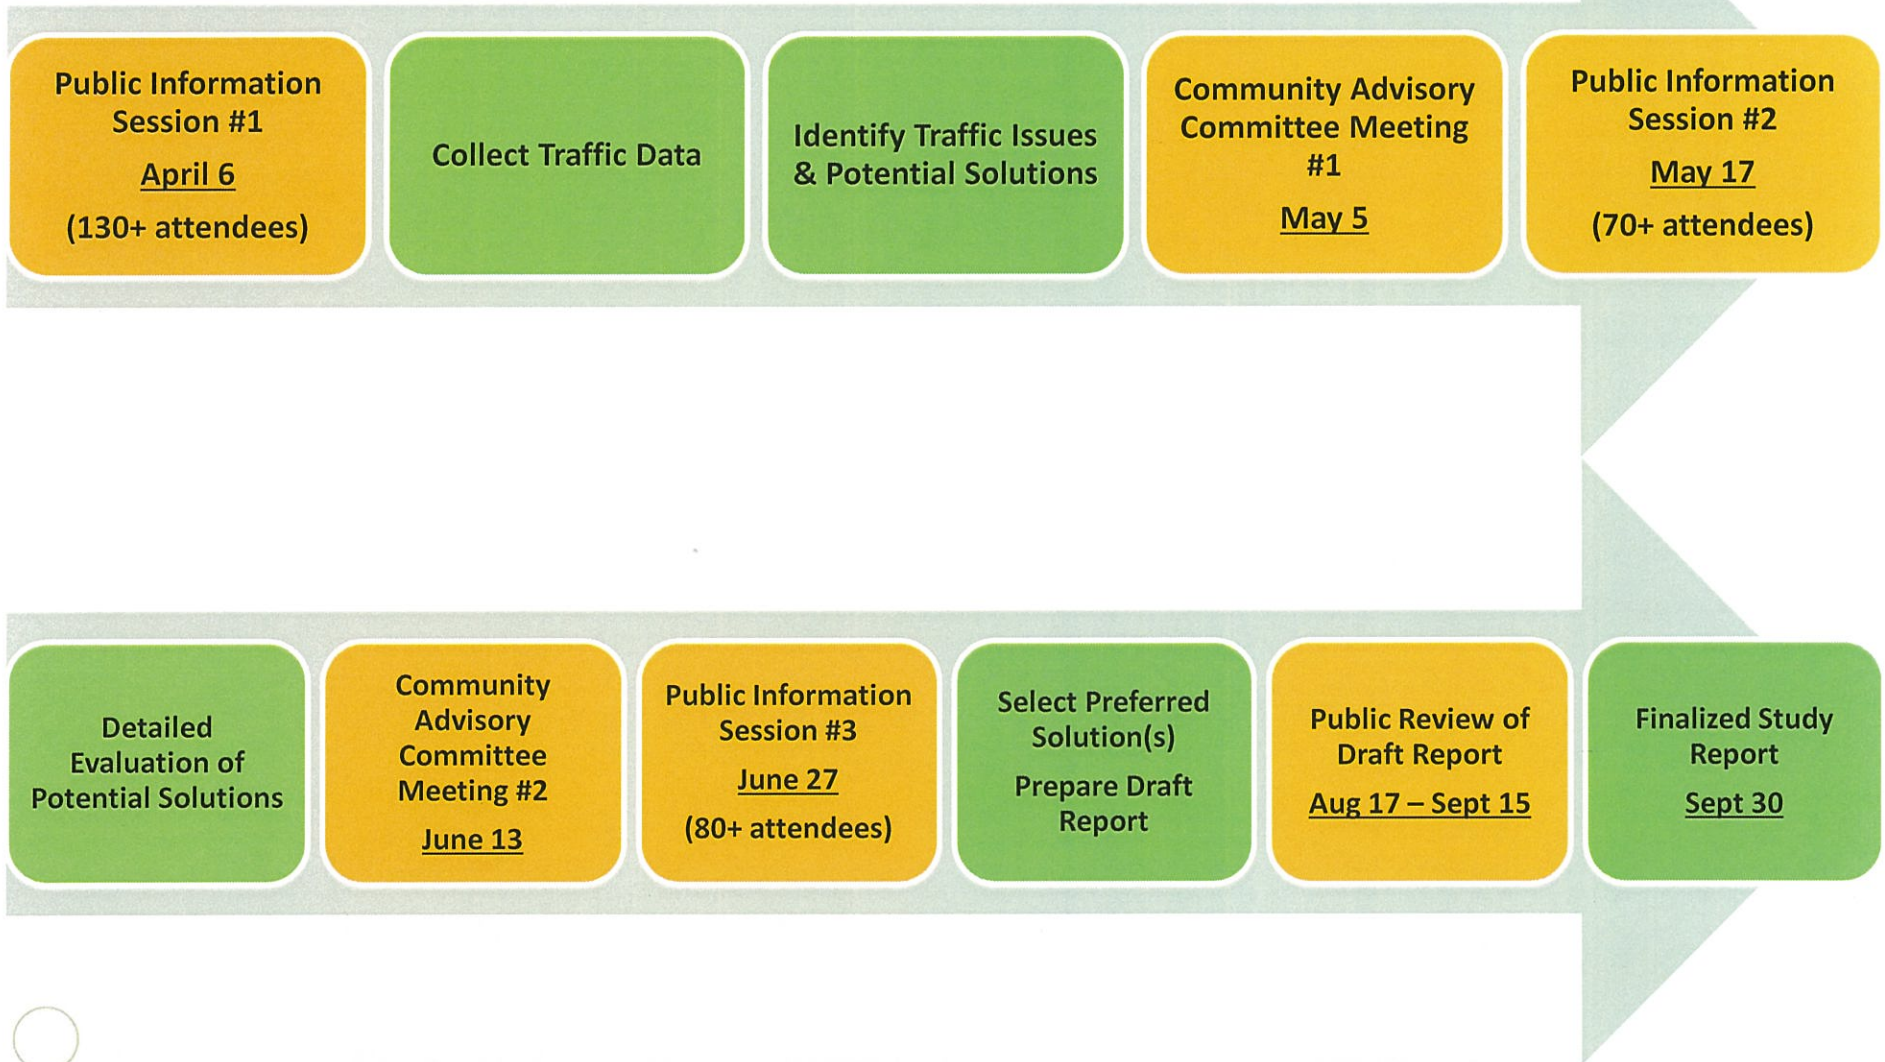 Public Information
Session #1
April 6
(130+ attendees)
Collect Traffic Data
Identify Traffic Issues
& Potential Solutions
Community Advisory
Committee Meeting
#1
May 5
Public Information
Session #2
May 17
(70+ attendees)
Detailed
Evaluation of
Potential Solutions
Community
Advisory
Committee
Meeting #2
June 13
Public Information
Session #3
June 27
(80+ attendees)
Select Preferred
Solution(s)
Prepare Draft
Report
Public Review of
Draft Report
Aug 17 – Sept 15
Finalized Study
Report
Sept 30